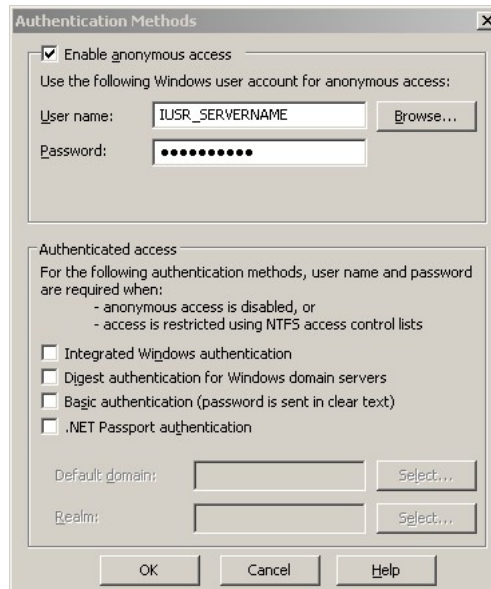 Authentication Methods
Enable anonymous access
Use the following Windows user account for anonymous access:
User name:
IUSR_SERVERNAME
Browse...
Password:
●●●●●●●●●●
Authenticated access
For the following authentication methods, user name and password
are required when:
- anonymous access is disabled, or
- access is restricted using NTFS access control lists
Integrated Windows authentication
Digest authentication for Windows domain servers
Basic authentication (password is sent in clear text)
.NET Passport authentication
Default domain:
Select...
Realm:
Select...
OK
Cancel
Help